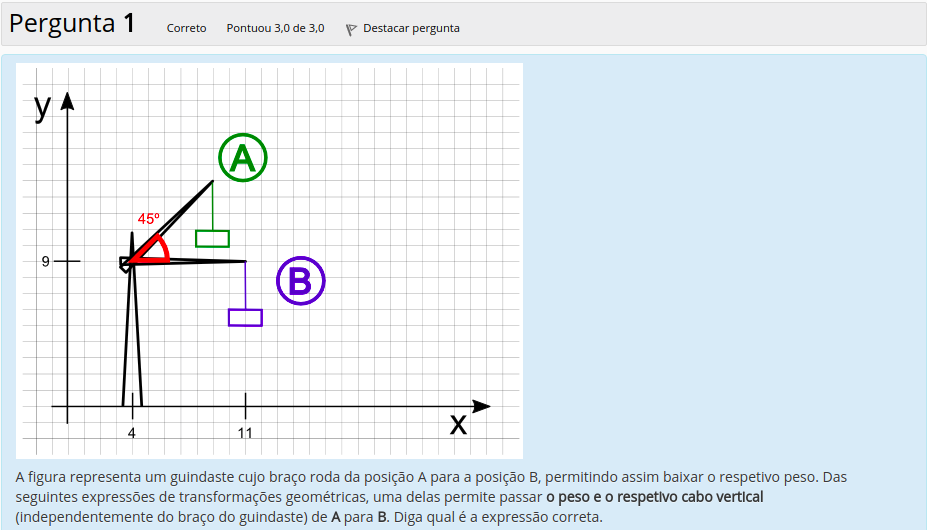 Pergunta 1
Correto
Pontuou 3,0 de 3,0
Destacar pergunta
y
A
45º
9
B
4
11
X
A figura representa um guindaste cujo braço roda da posição A para a posição B, permitindo assim baixar o respetivo peso. Das
seguintes expressões de transformações geométricas, uma delas permite passar o peso e o respetivo cabo vertical
(independentemente do braço do guindaste) de A para B. Diga qual é a expressão correta.